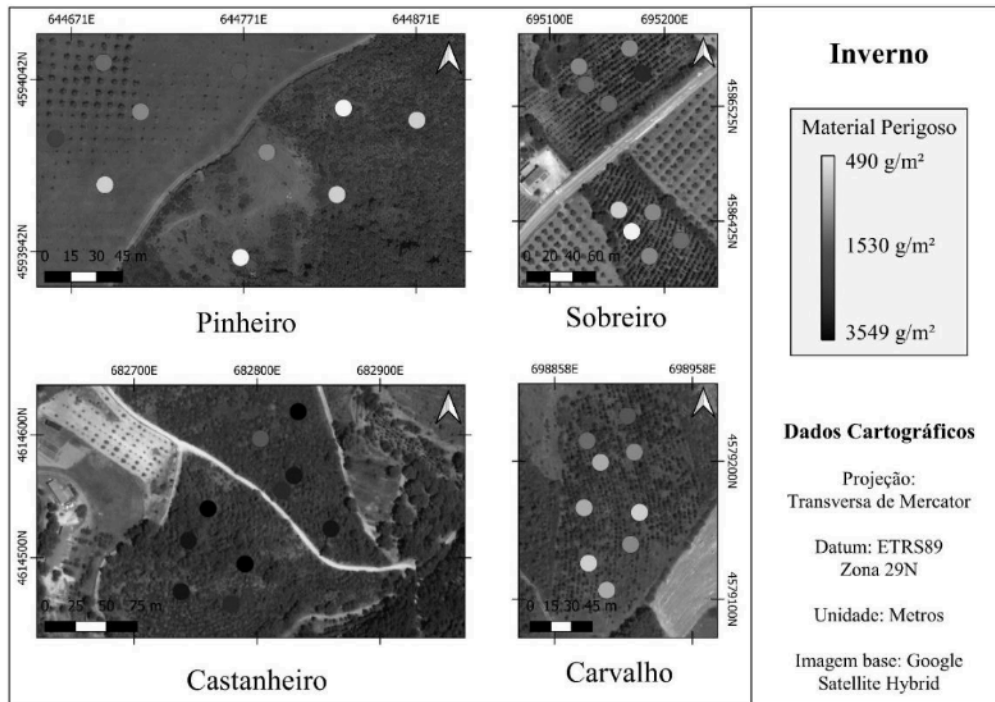 644671E 644771E 644871E
4594042N
4593942N
0 15 30 45 m
Pinheiro
695100E 695200E
4586525N
4586425N
0 20 40 60 m
Sobreiro
682700E 682800E 682900E
4614600N
4614500N
0 25 50 75 m
Castanheiro
698858E 698958E
4579200N
4579100N
0 15 30 45 m
Carvalho
Inverno
Material Perigoso
490 g/m²
1530 g/m²
3549 g/m²
Dados Cartográficos
Projeção:
Transversa de Mercator
Datum: ETRS89
Zona 29N
Unidade: Metros
Imagem base: Google
Satellite Hybrid